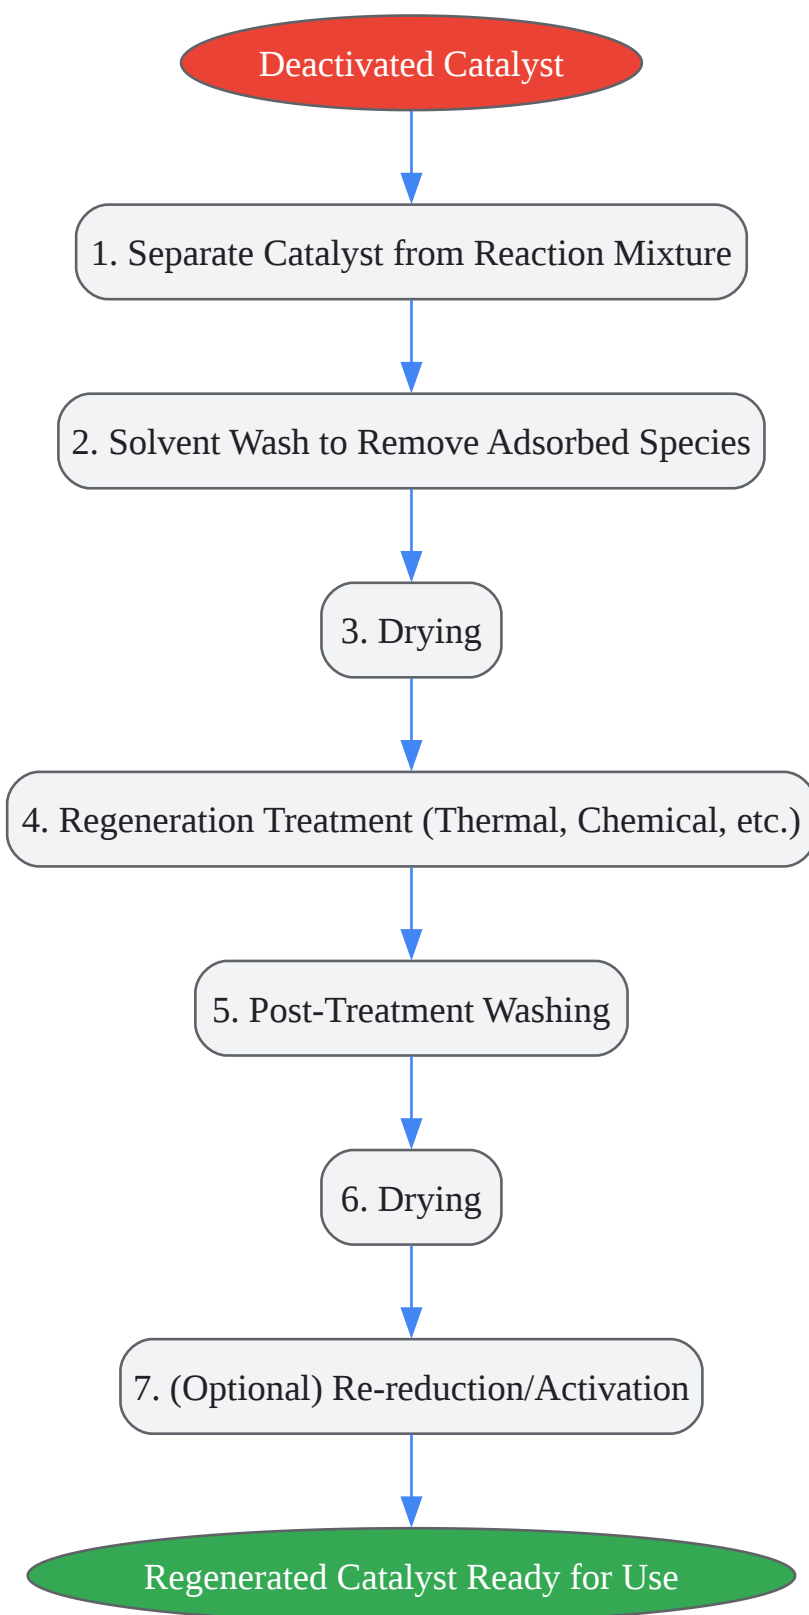 Deactivated Catalyst
1. Separate Catalyst from Reaction Mixture
2. Solvent Wash to Remove Adsorbed Species
3. Drying
4. Regeneration Treatment (Thermal, Chemical, etc.)
5. Post-Treatment Washing
6. Drying
7. (Optional) Re-reduction/Activation
Regenerated Catalyst Ready for Use